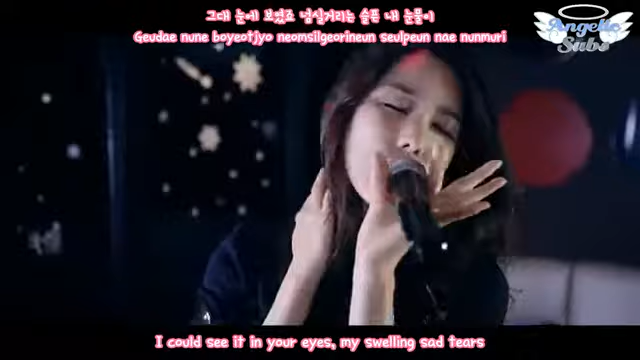 그대 눈에 보였죠 넘실거리는 슬픈 내 눈물이
Geudae nune boyeotjyo neomsilgeorineun seulpeun nae nunmuri
Angello
Subs
I could see it in your eyes, my swelling sad tears